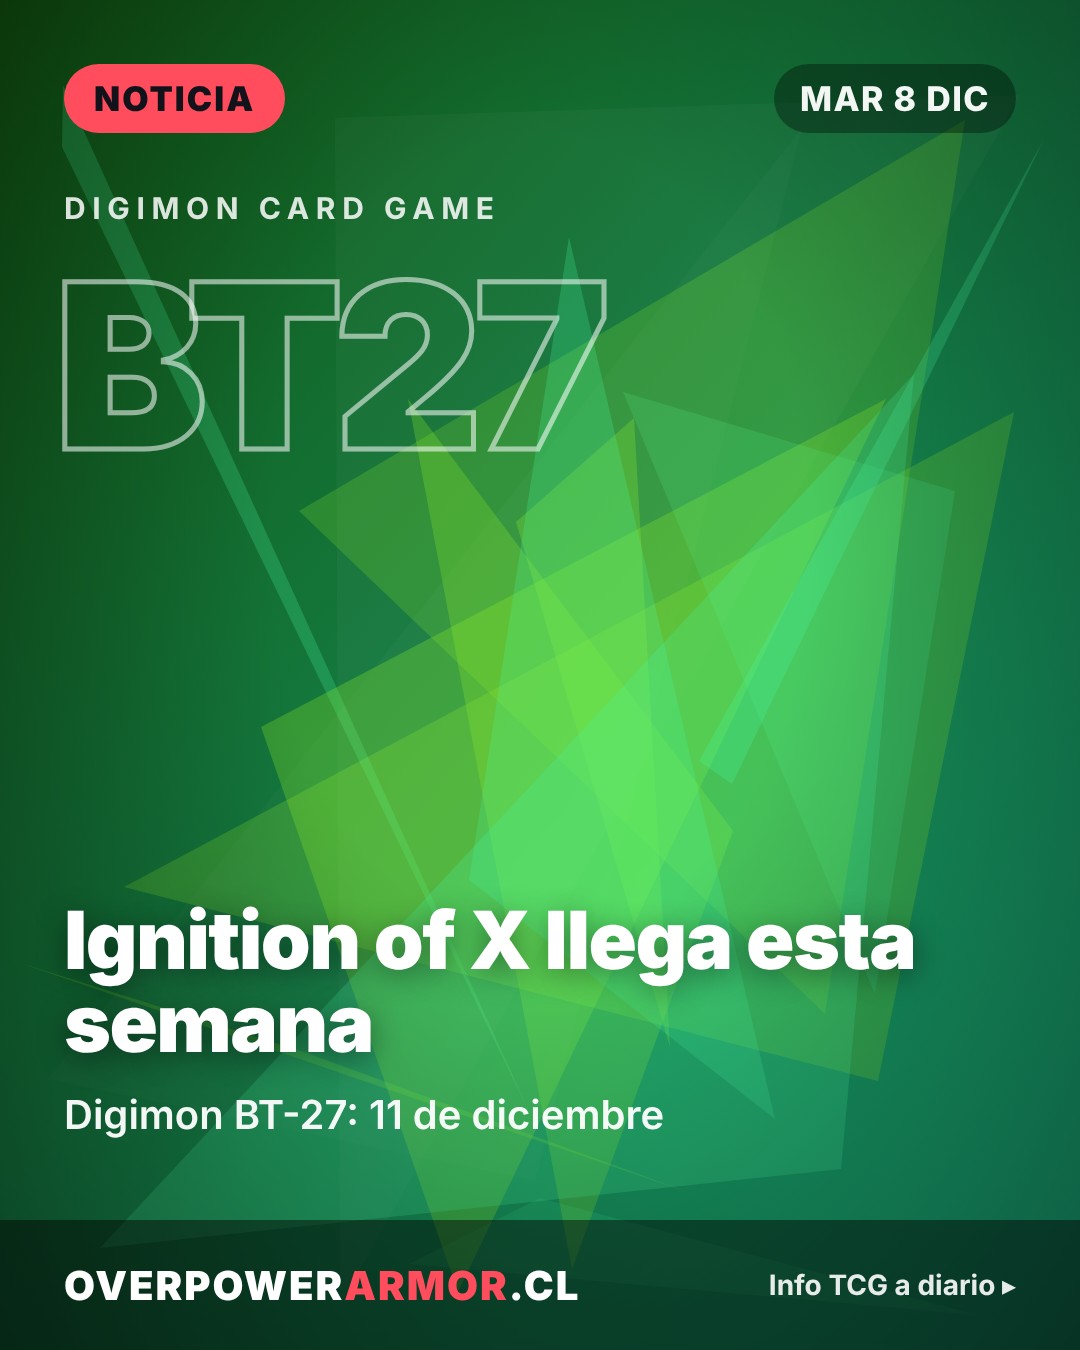 NOTICIA
MAR 8 DIC
DIGIMON CARD GAME
BT27
Ignition of X llega esta
semana
Digimon BT-27: 11 de diciembre
OVERPOWERARMOR.CL
Info TCG a diario ▸